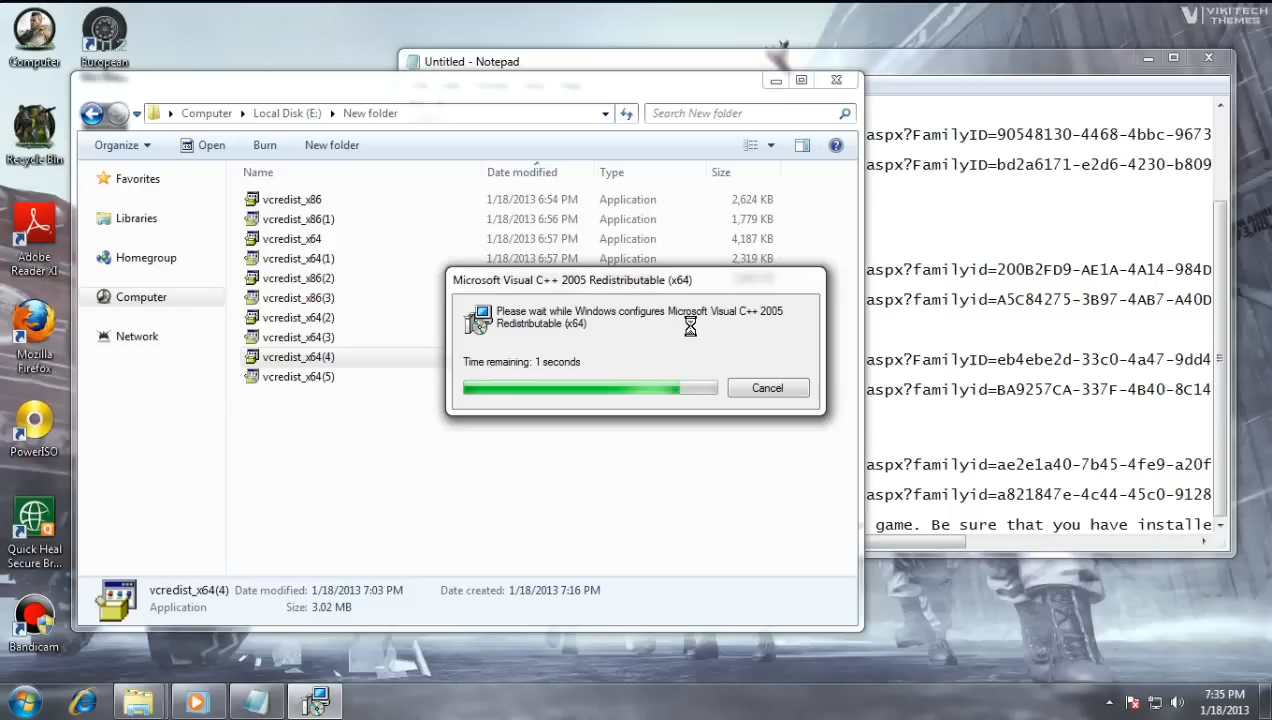 Computer
European
VIKITECH
THEMES
Untitled - Notepad
Computer
Local Disk (E:)
New folder
Search New folder
Organize
Open
Burn
New folder
Name
Date modified
Type
Size
Favorites
Libraries
Homegroup
Computer
Network
vcredist_x86 1/18/2013 6:54 PM Application 2,624 KB
vcredist_x86(1) 1/18/2013 6:56 PM Application 1,779 KB
vcredist_x64 1/18/2013 6:57 PM Application 4,187 KB
vcredist_x64(1) 1/18/2013 6:57 PM Application 2,319 KB
vcredist_x86(2)
vcredist_x86(3)
vcredist_x64(2)
vcredist_x64(3)
vcredist_x64(4)
vcredist_x64(5)
Microsoft Visual C++ 2005 Redistributable (x64)
Please wait while Windows configures Microsoft Visual C++ 2005
Redistributable (x64)
Time remaining: 1 seconds
Cancel
aspx?FamilyID=90548130-4468-4bbc-9673
aspx?FamilyID=bd2a6171-e2d6-4230-b809
aspx?FamilyID=200B2FD9-AE1A-4A14-984D
aspx?FamilyID=A5C84275-3B97-4AB7-A40D
aspx?FamilyID=eb4ebe2d-33c0-4a47-9dd4
aspx?FamilyID=BA9257CA-337F-4B40-8C14
aspx?familyid=ae2e1a40-7b45-4fe9-a20f
aspx?familyid=a821847e-4c44-45c0-9128
game. Be sure that you have installe
vcredist_x64(4) Date modified: 1/18/2013 7:03 PM Date created: 1/18/2013 7:16 PM
Application Size: 3.02 MB
Recycle Bin
Adobe
Reader XI
Mozilla
Firefox
PowerISO
Quick Heal
Secure Br...
Bandicam
7:35 PM
1/18/2013